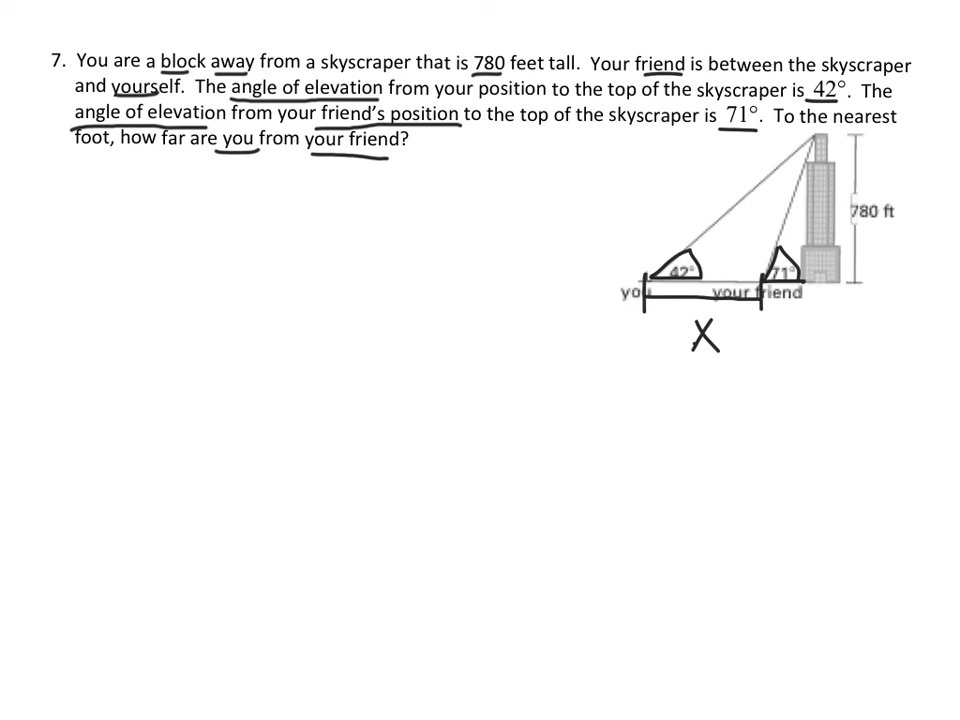 7. You are a block away from a skyscraper that is 780 feet tall. Your friend is between the skyscraper
and yourself. The angle of elevation from your position to the top of the skyscraper is 42°. The
angle of elevation from your friend's position to the top of the skyscraper is 71°. To the nearest
foot, how far are you from your friend?
780 ft
42° 71°
you your friend
X